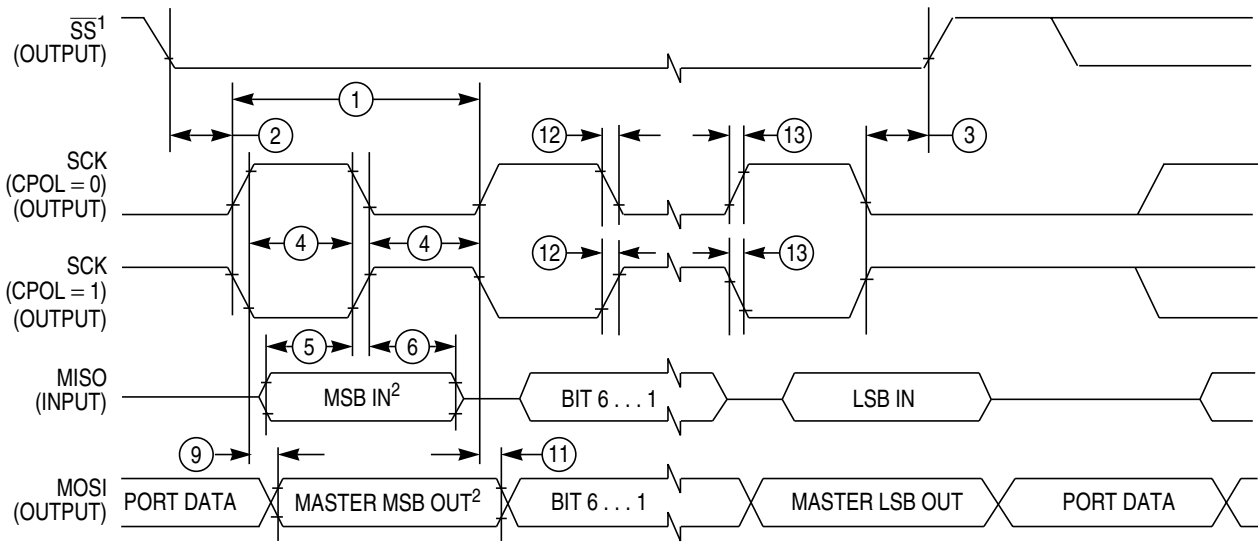 SS¹
(OUTPUT)
1
2
12
13
3
SCK
(CPOL = 0)
(OUTPUT)
4
4
SCK
(CPOL = 1)
(OUTPUT)
12
13
5
6
MISO
(INPUT)
MSB IN²
BIT 6 . . . 1
LSB IN
9
11
MOSI
(OUTPUT)
PORT DATA
MASTER MSB OUT²
BIT 6 . . . 1
MASTER LSB OUT
PORT DATA